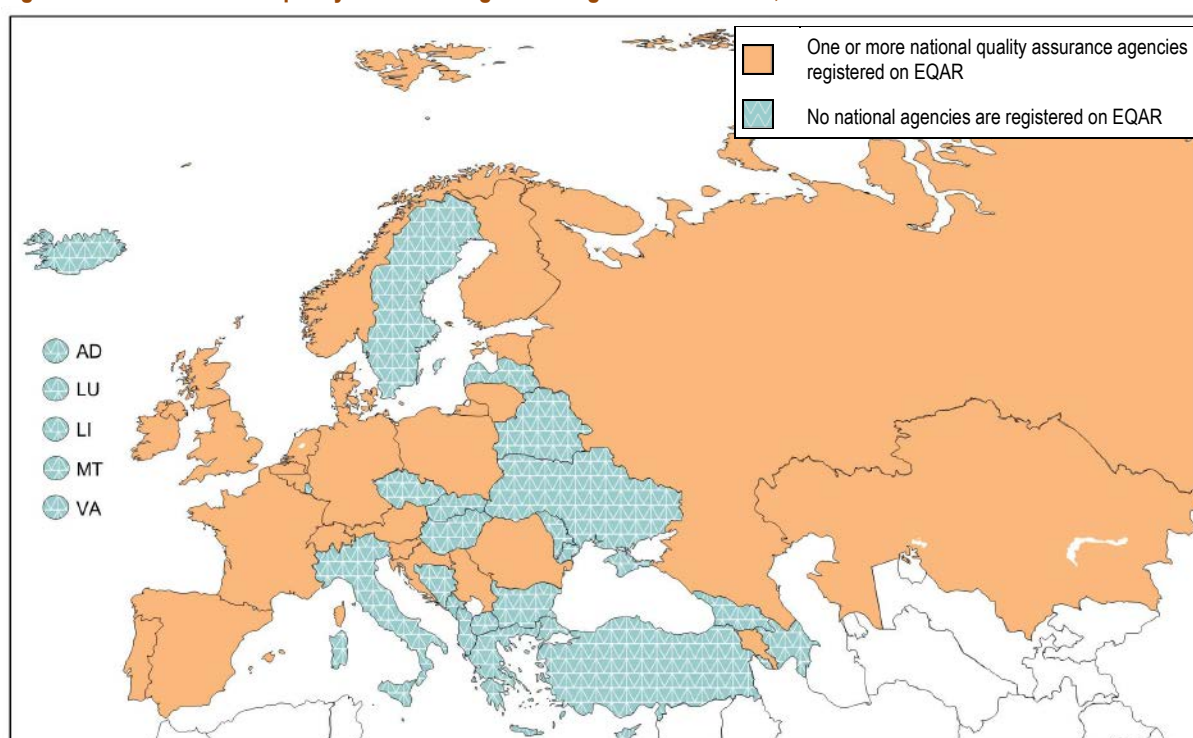 One or more national quality assurance agencies
registered on EQAR
No national agencies are registered on EQAR
AD
LU
LI
MT
VA